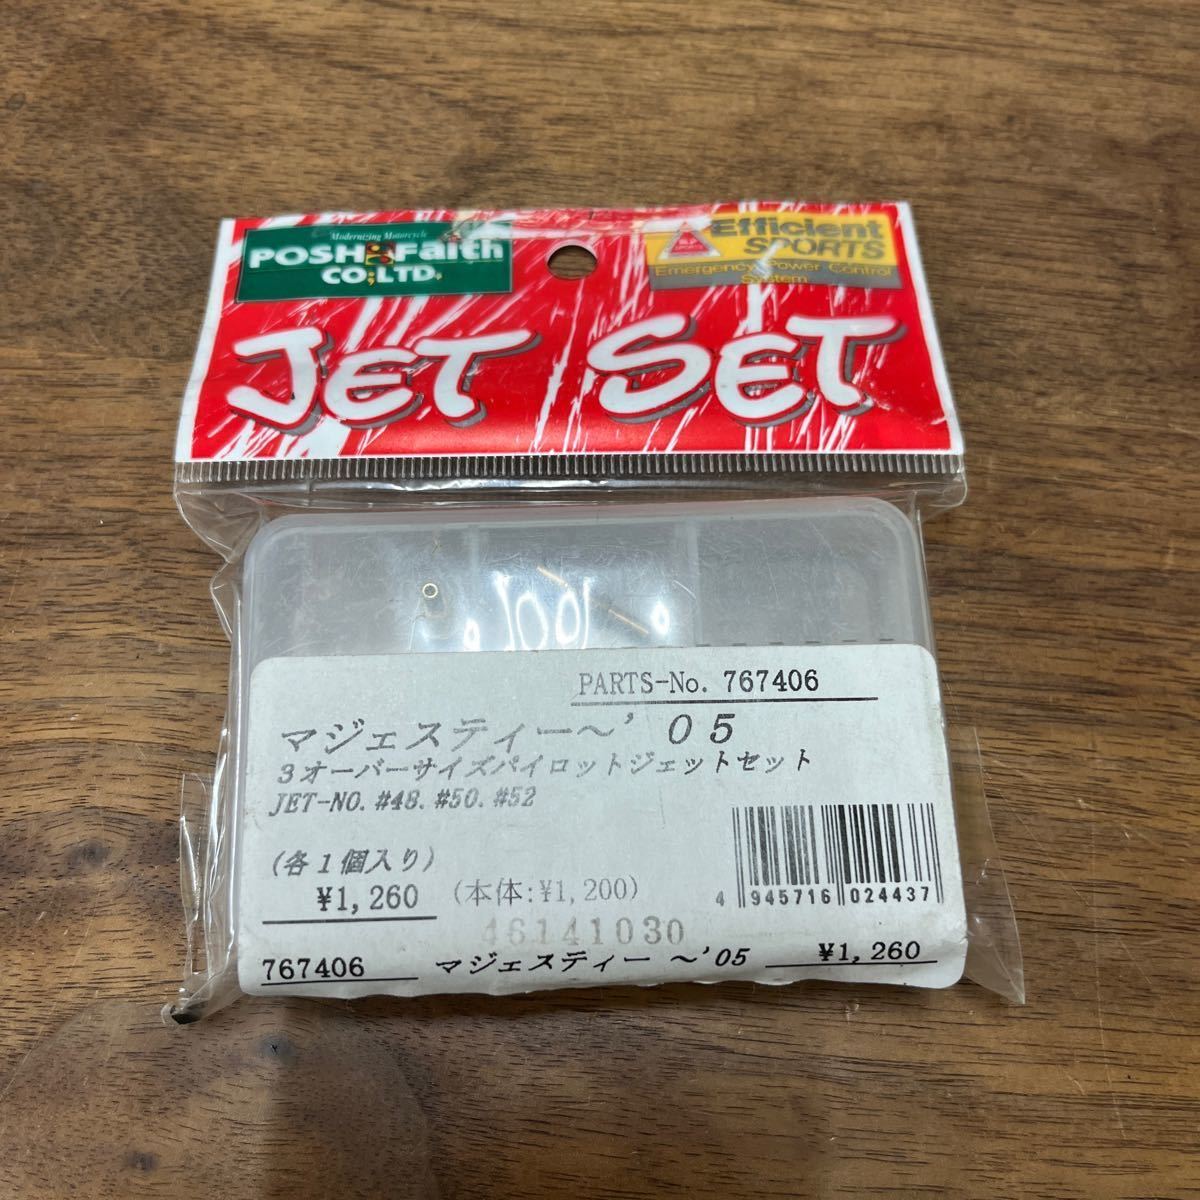 Modernizing Motorcycle
POSH Faith
CO;LTD.
Efficient
SPORTS
Emergency Power Control
System
JET SET
PARTS-No. 767406
マジェスティー～'05
3オーバーサイズパイロットジェットセット
JET-NO. #48. #50. #52
(各1個入り)
¥1,260 (本体:¥1,200)
4 945716 024437
46141030
767406 マジェスティー ～'05 ¥1,260